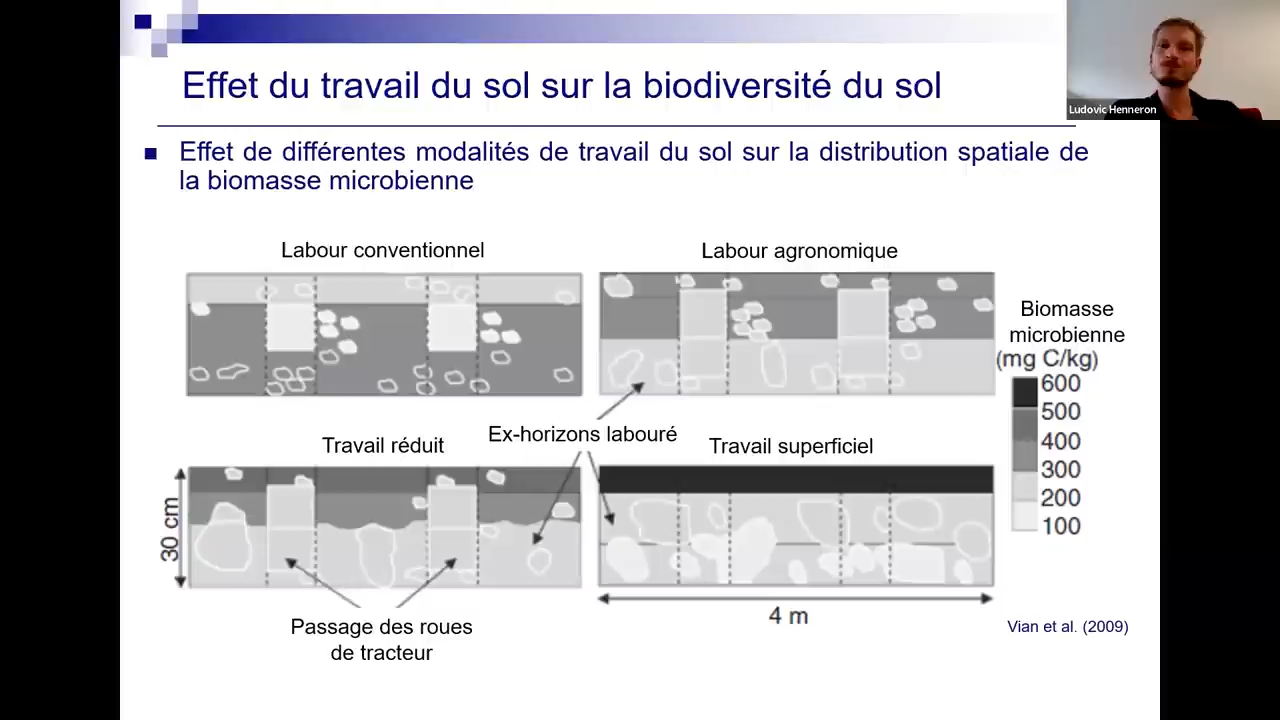 Effet du travail du sol sur la biodiversité du sol
Ludovic Henneron
Effet de différentes modalités de travail du sol sur la distribution spatiale de
la biomasse microbienne
Labour conventionnel
Labour agronomique
Biomasse
microbienne
(mg C/kg)
600
500
400
300
200
100
Ex-horizons labouré
Travail réduit
Travail superficiel
30 cm
4 m
Passage des roues
de tracteur
Vian et al. (2009)